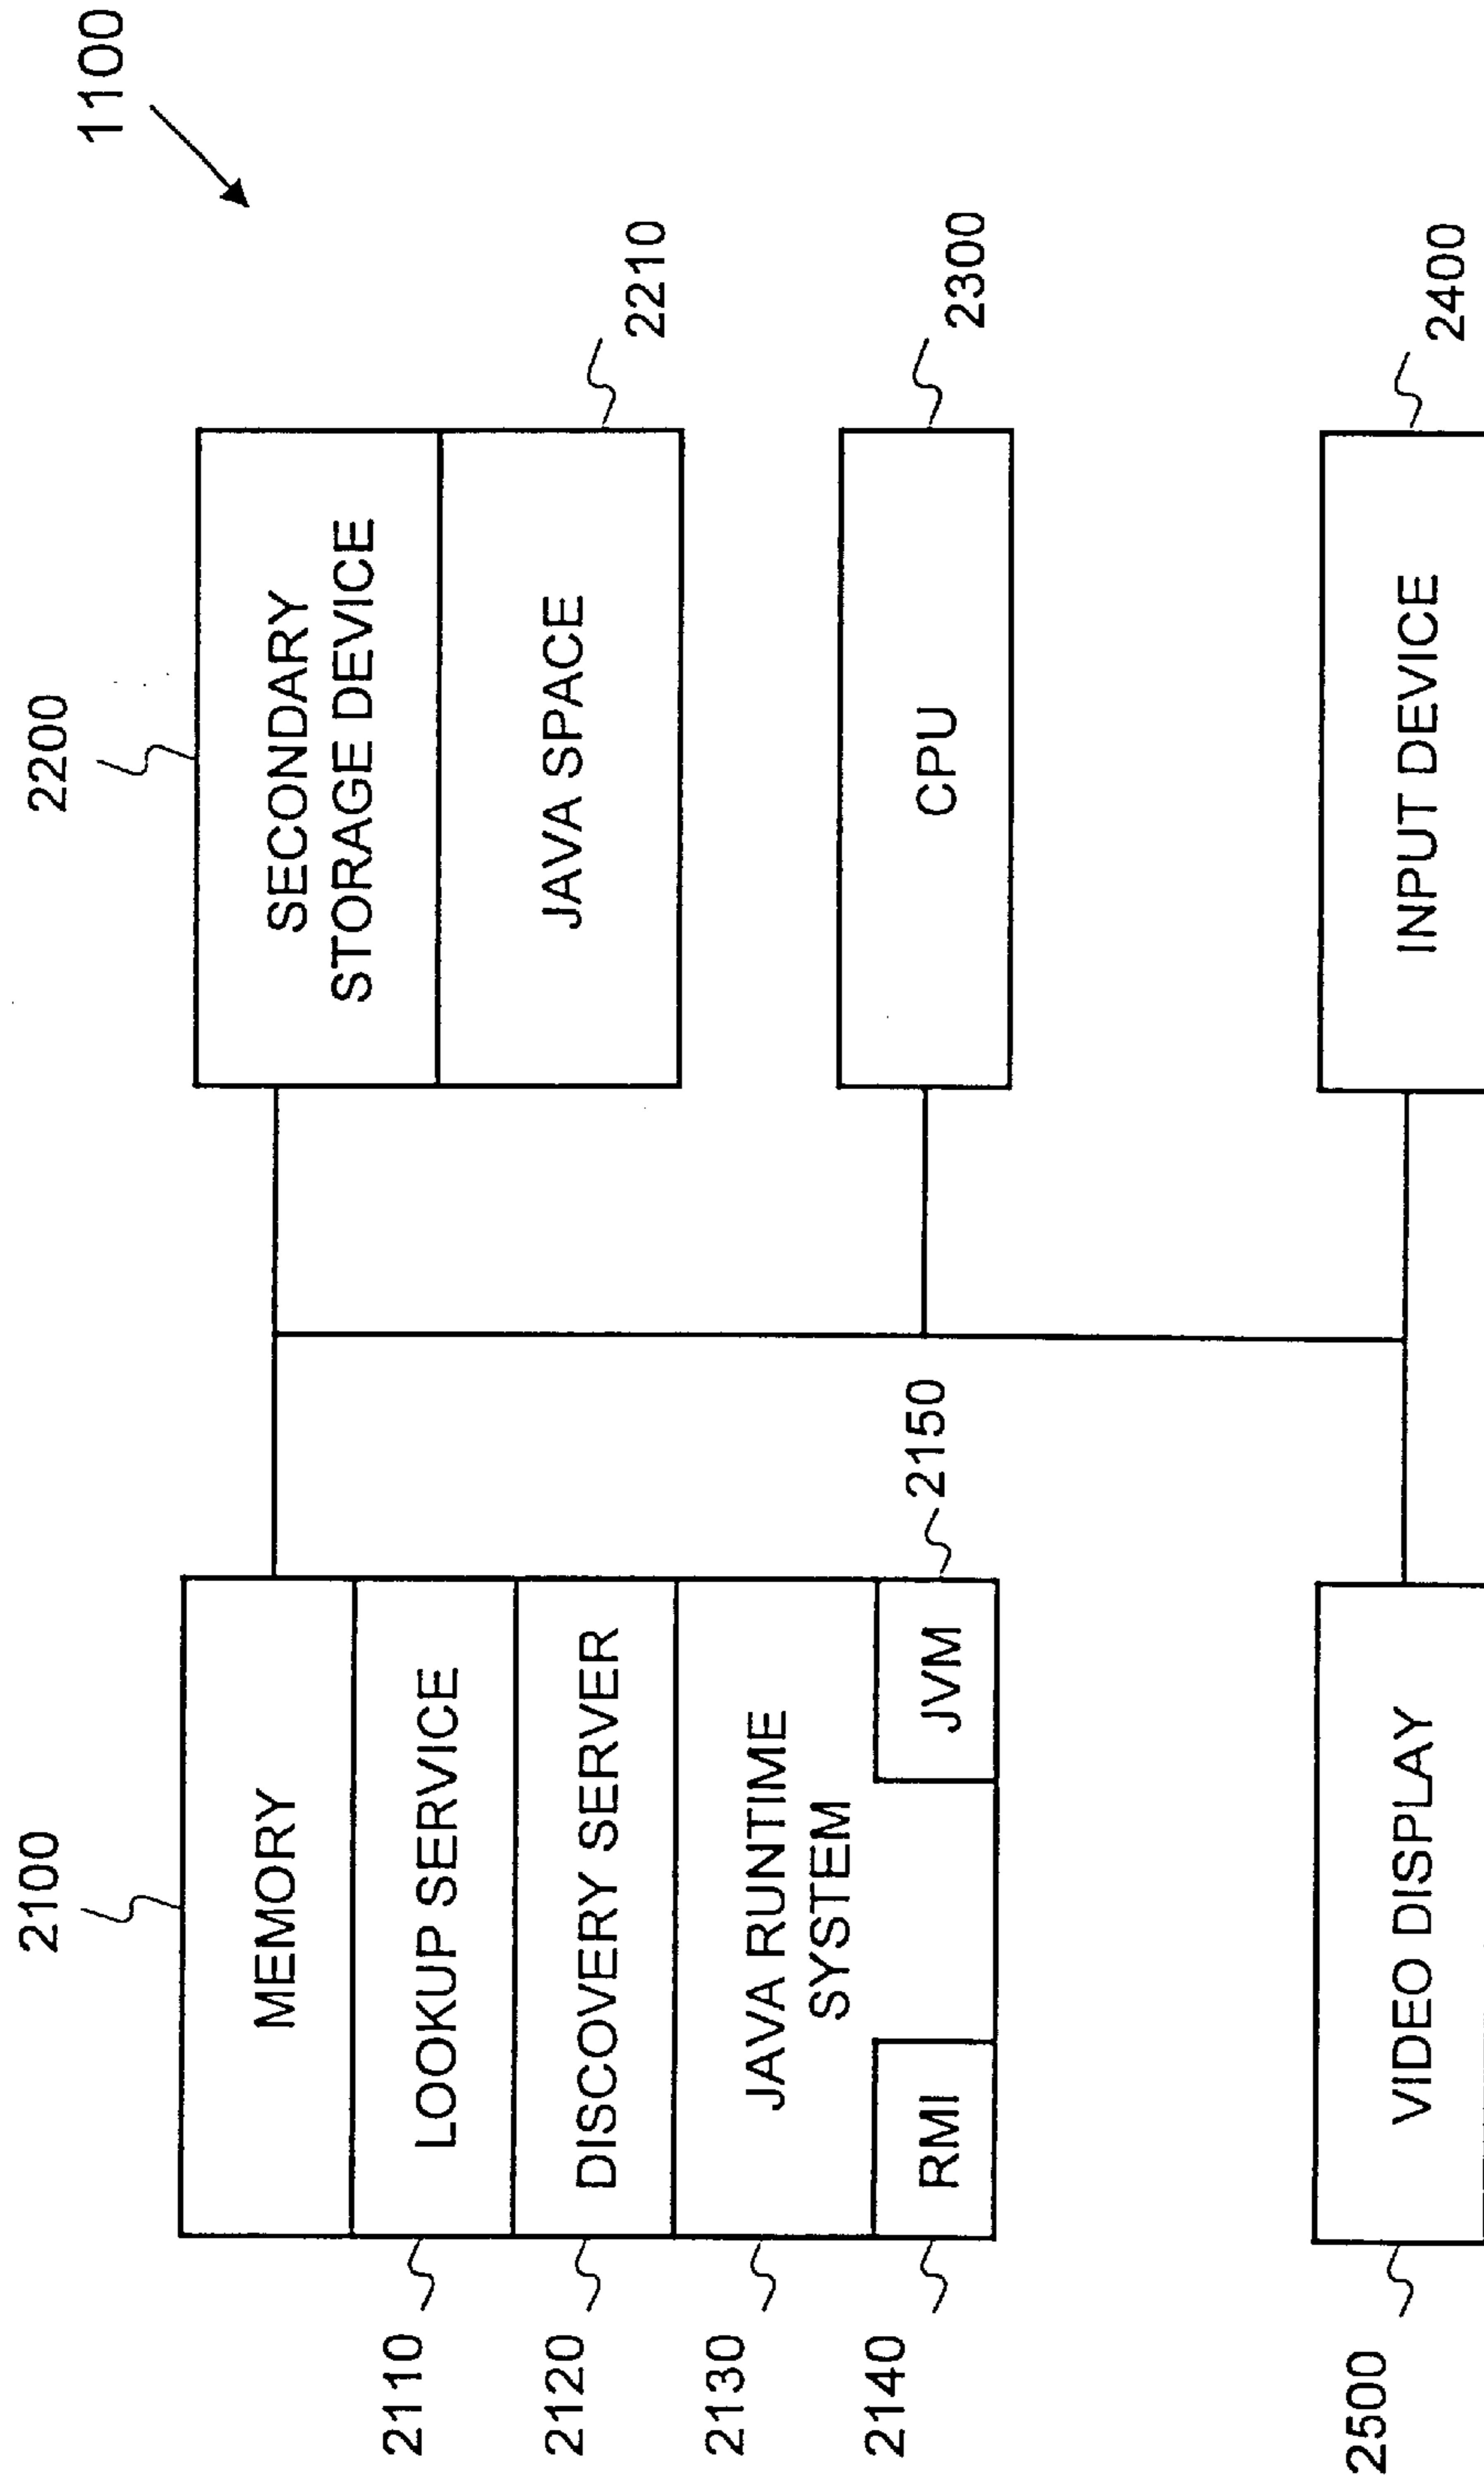 1100
2100
2200
MEMORY
SECONDARY
STORAGE DEVICE
2110
LOOKUP SERVICE
JAVA SPACE
2210
2120
DISCOVERY SERVER
2130
JAVA RUNTIME
SYSTEM
2140
RMI
JVM
2150
CPU
2300
2500
VIDEO DISPLAY
INPUT DEVICE
2400